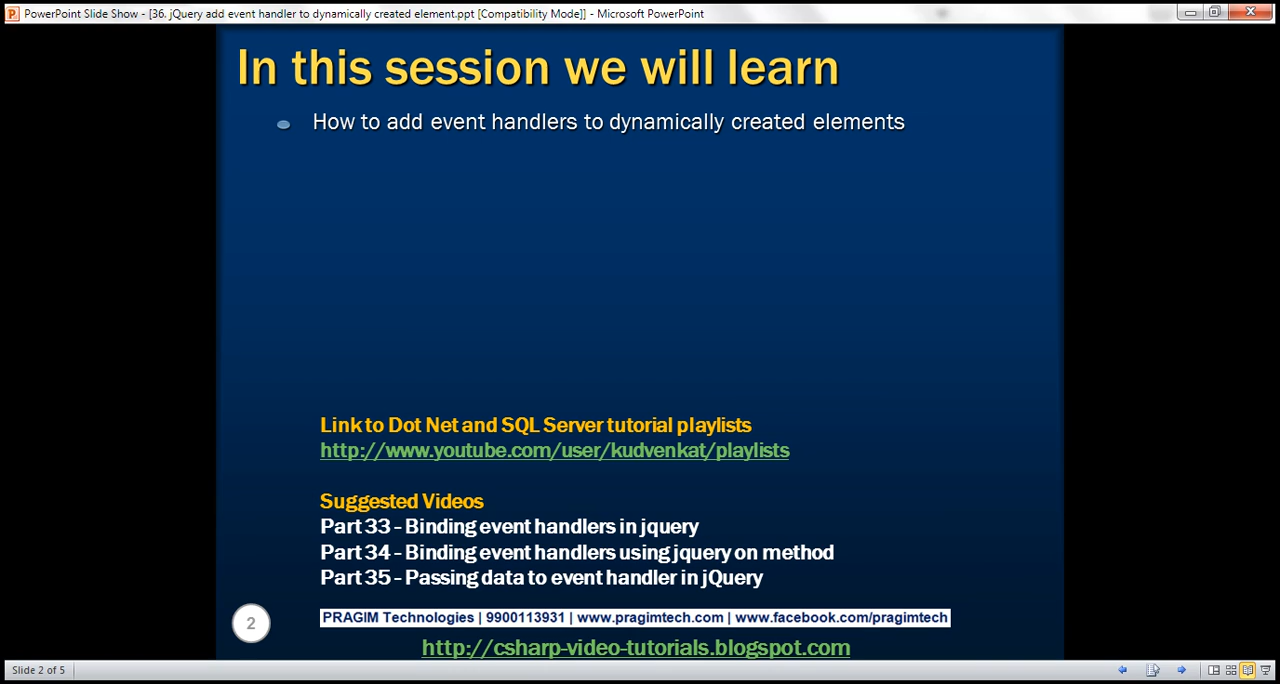 PowerPoint Slide Show - [36. jQuery add event handler to dynamically created element.ppt [Compatibility Mode]] - Microsoft PowerPoint
In this session we will learn
How to add event handlers to dynamically created elements
Link to Dot Net and SQL Server tutorial playlists
http://www.youtube.com/user/kudvenkat/playlists
Suggested Videos
Part 33 - Binding event handlers in jquery
Part 34 - Binding event handlers using jquery on method
Part 35 - Passing data to event handler in jQuery
2
PRAGIM Technologies | 9900113931 | www.pragimtech.com | www.facebook.com/pragimtech
http://csharp-video-tutorials.blogspot.com
Slide 2 of 5